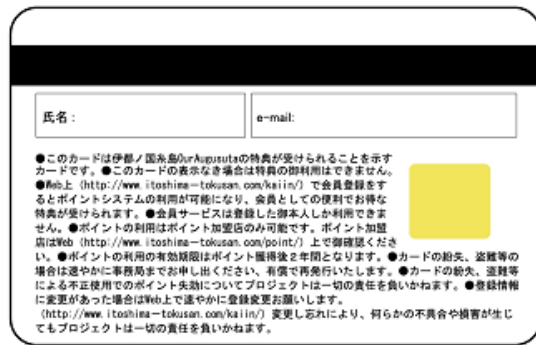 氏名：
e-mail:
●このカードは伊都ノ国糸島OurAugusutaの特典が受けられることを示す
カードです。●このカードの表示なき場合は特典の御利用はできません。
●Web上（http://www.itoshima-tokusan.com/kaiin/）で会員登録をす
るとポイントシステムの利用が可能になり、会員としての便利でお得な
特典が受けられます。●会員サービスは登録した御本人しか利用できま
せん。●ポイントの利用はポイント加盟店のみ可能です。ポイント加盟
店はWeb（http://www.itoshima-tokusan.com/point/）上で御確認くださ
い。●ポイントの利用の有効期限はポイント獲得後２年間となります。●カードの紛失、盗難等の
場合は速やかに事務局までお申し出ください、有償で再発行いたします。●カードの紛失、盗難等
による不正使用でのポイント失効についてプロジェクトは一切の責任を負いかねます。●登録情報
に変更があった場合はWeb上で速やかに登録変更お願いします。
（http://www.itoshima-tokusan.com/kaiin/）変更し忘れにより、何らかの不具合や損害が生じ
てもプロジェクトは一切の責任を負いかねます。